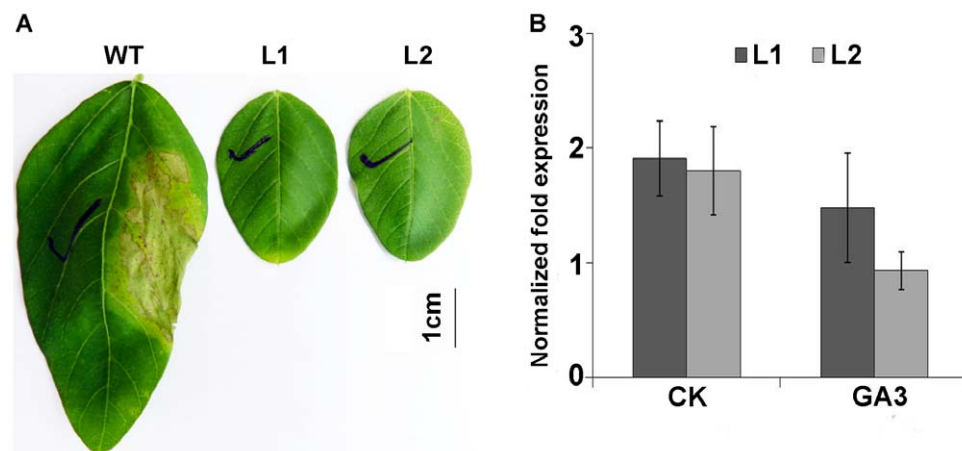 A
WT L1 L2
1cm
B
Normalized fold expression
3
2
1
0
L1 L2
CK GA3